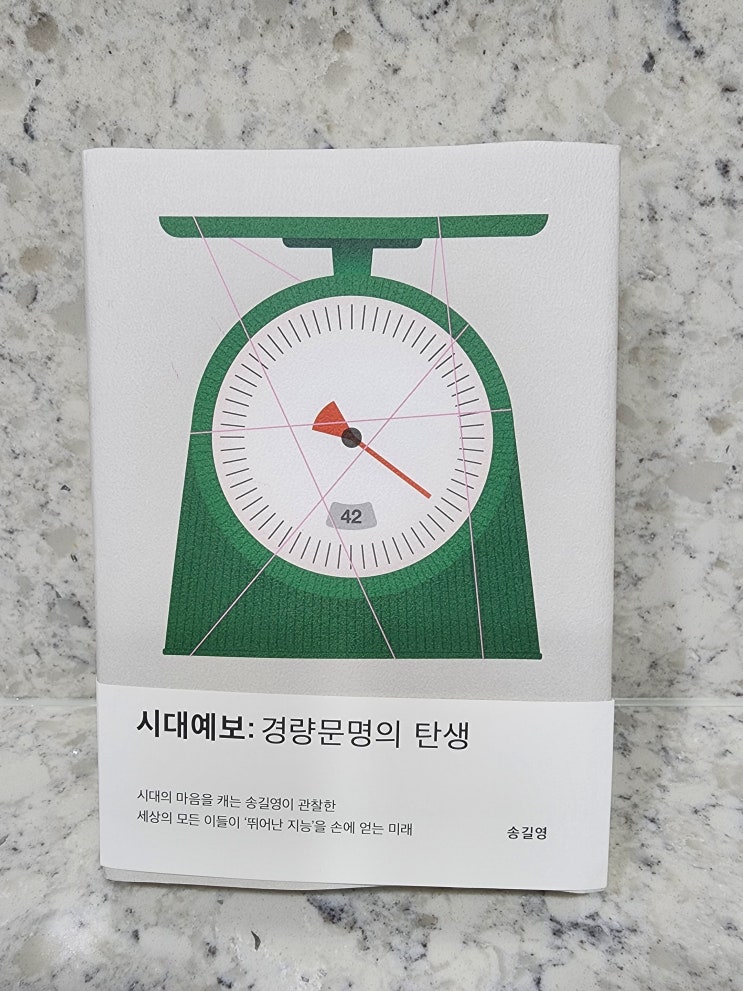 42
시대예보: 경량문명의 탄생
시대의 마음을 캐는 송길영이 관찰한
세상의 모든 이들이 ‘뛰어난 지능’을 손에 얻는 미래
송길영